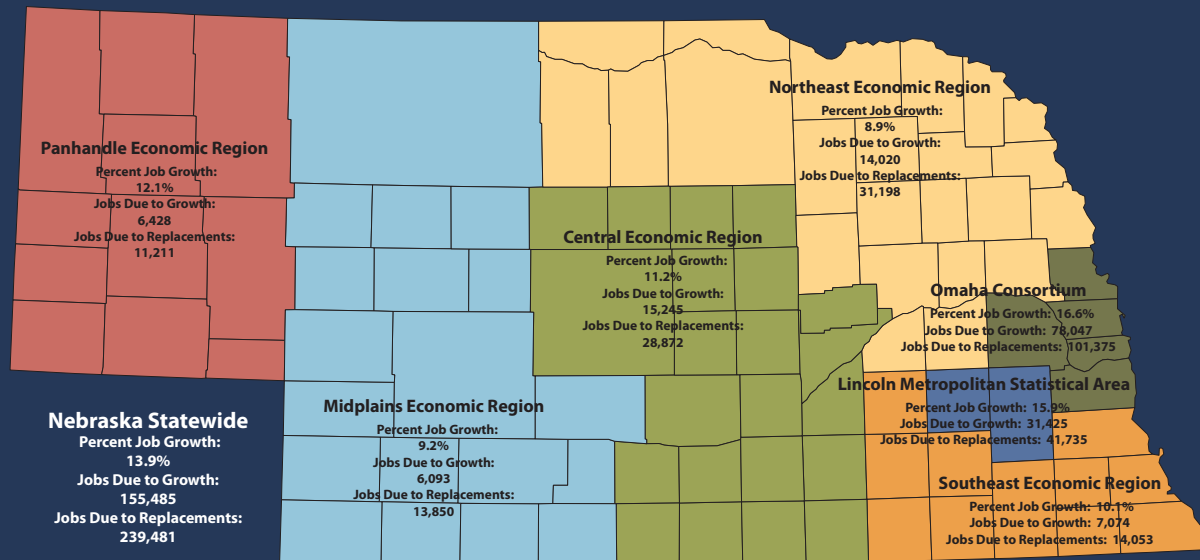 Northeast Economic Region
Percent Job Growth:
8.9%
Jobs Due to Growth:
14,020
Jobs Due to Replacements:
31,198
Panhandle Economic Region
Percent Job Growth:
12.1%
Jobs Due to Growth:
6,428
Jobs Due to Replacements:
11,211
Central Economic Region
Percent Job Growth:
11.2%
Jobs Due to Growth:
15,245
Jobs Due to Replacements:
28,872
Omaha Consortium
Percent Job Growth: 16.6%
Jobs Due to Growth: 78,047
Jobs Due to Replacements: 101,375
Lincoln Metropolitan Statistical Area
Percent Job Growth: 15.9%
Jobs Due to Growth: 31,425
Jobs Due to Replacements: 41,735
Midplains Economic Region
Percent Job Growth:
9.2%
Jobs Due to Growth:
6,093
Jobs Due to Replacements:
13,850
Nebraska Statewide
Percent Job Growth:
13.9%
Jobs Due to Growth:
155,485
Jobs Due to Replacements:
239,481
Southeast Economic Region
Percent Job Growth: 10.1%
Jobs Due to Growth: 7,074
Jobs Due to Replacements: 14,053